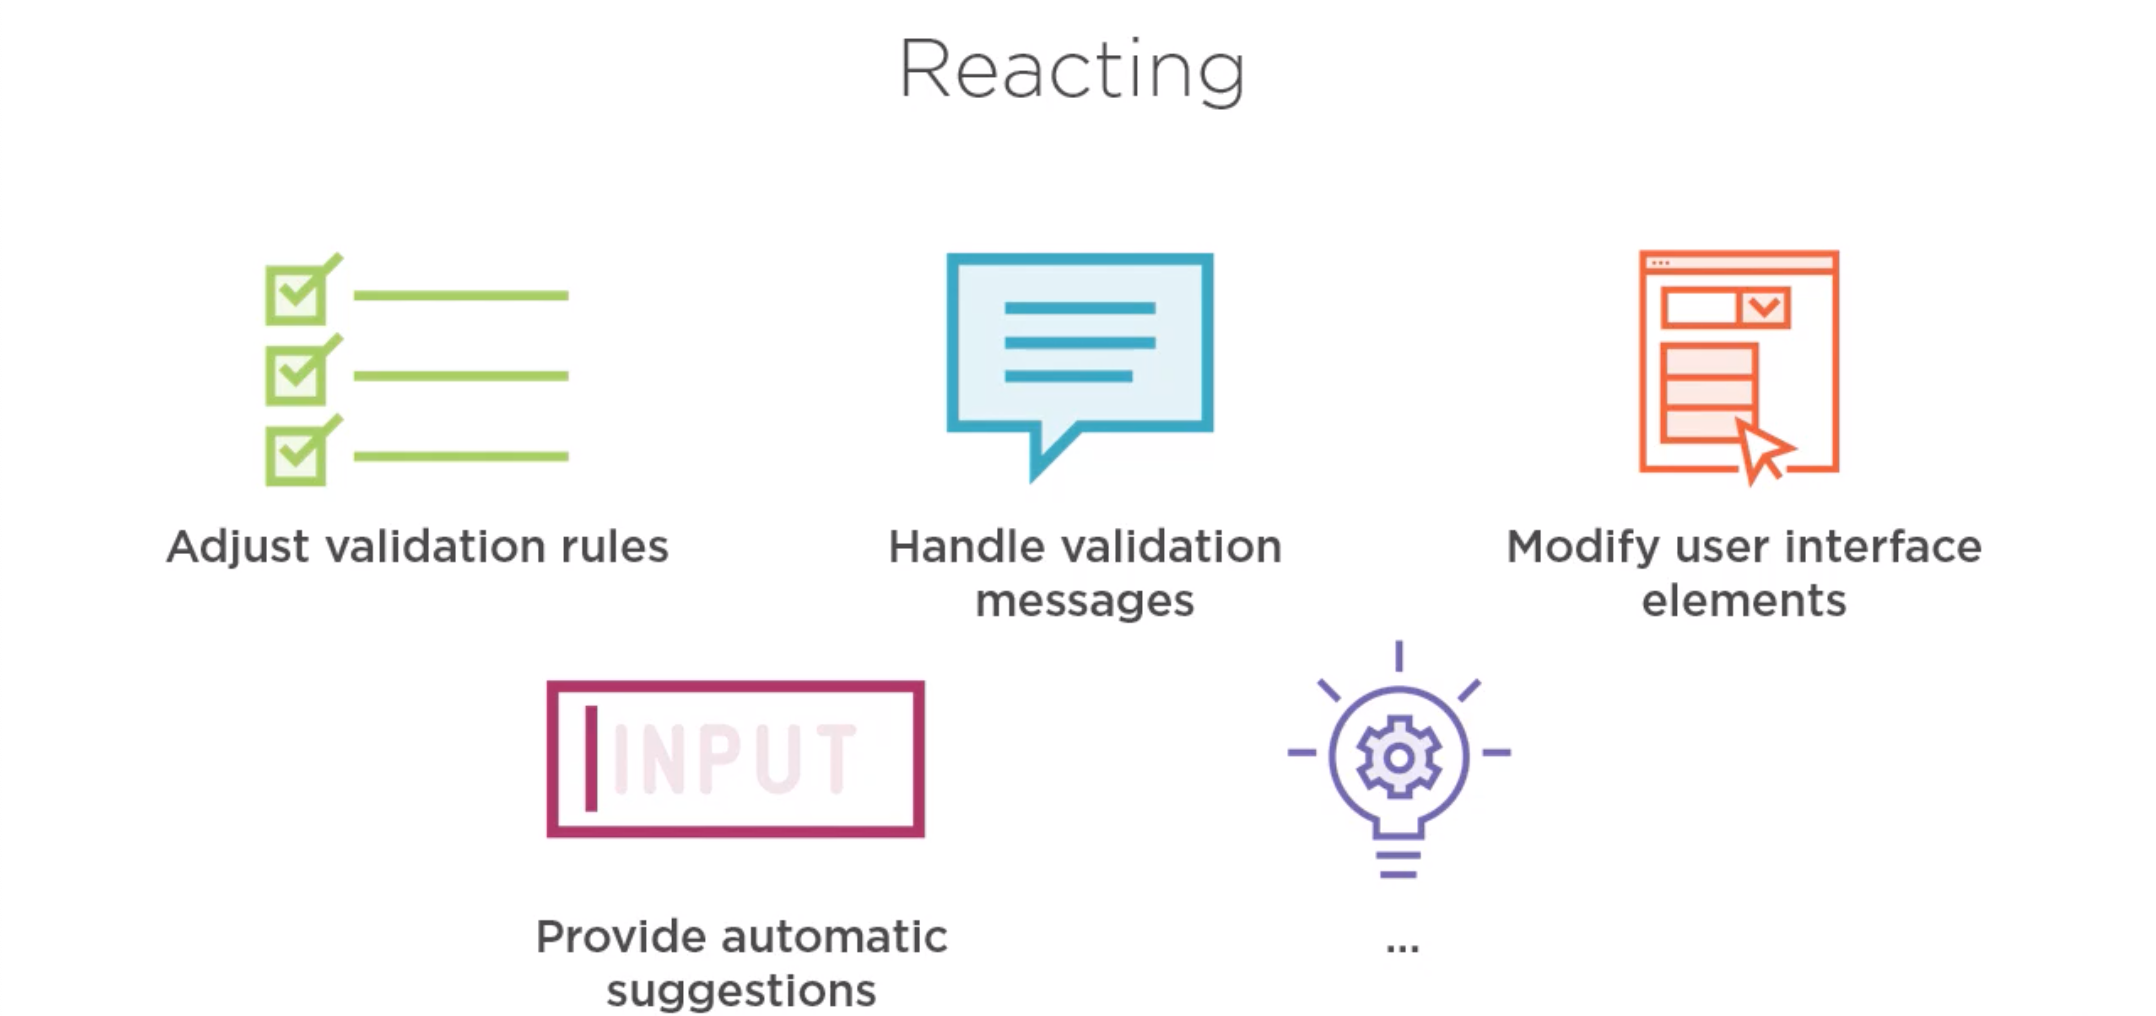 Reacting
Adjust validation rules
Handle validation
messages
Modify user interface
elements
INPUT
Provide automatic
suggestions
...